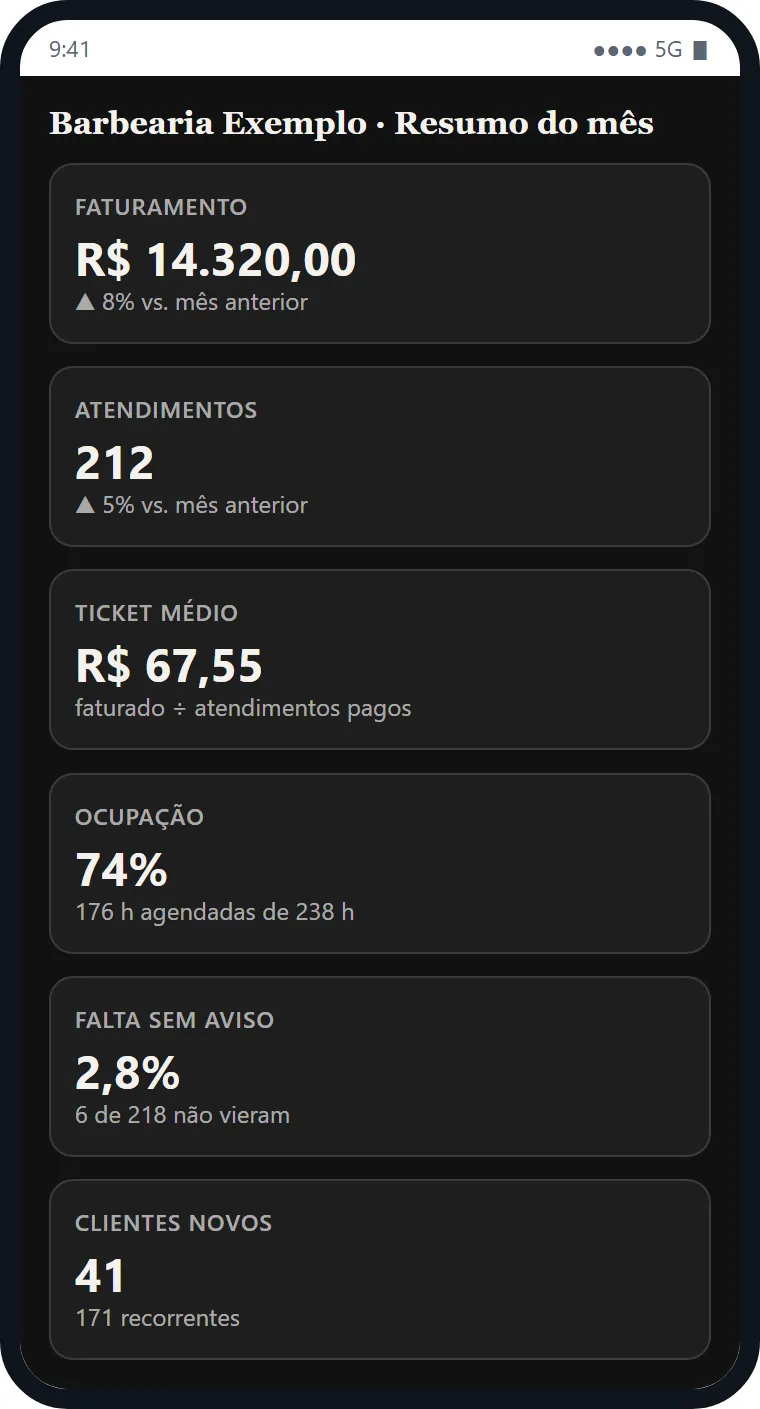 9:41
●●●● 5G
Barbearia Exemplo · Resumo do mês
FATURAMENTO
R$ 14.320,00
▲ 8% vs. mês anterior
ATENDIMENTOS
212
▲ 5% vs. mês anterior
TICKET MÉDIO
R$ 67,55
faturado ÷ atendimentos pagos
OCUPAÇÃO
74%
176 h agendadas de 238 h
FALTA SEM AVISO
2,8%
6 de 218 não vieram
CLIENTES NOVOS
41
171 recorrentes